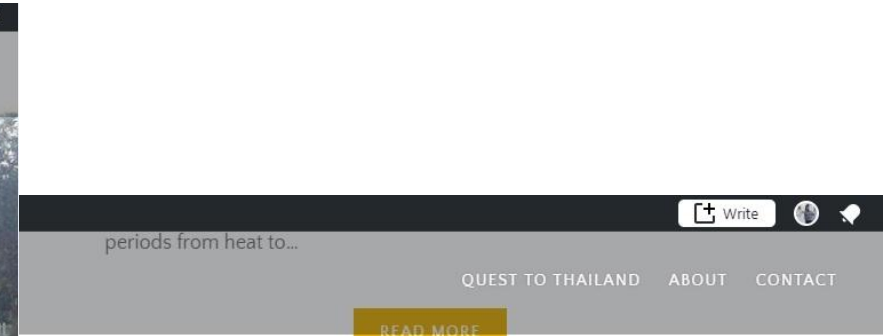 Write
periods from heat to...
QUEST TO THAILAND ABOUT CONTACT
READ MORE